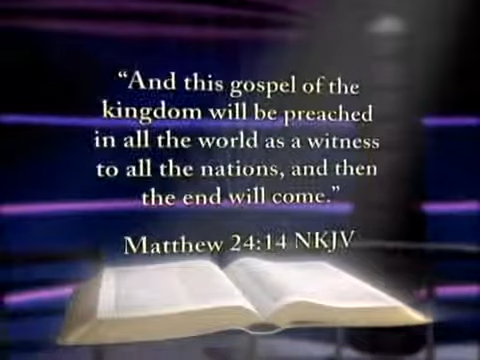 “And this gospel of the
kingdom will be preached
in all the world as a witness
to all the nations, and then
the end will come.”
Matthew 24:14 NKJV